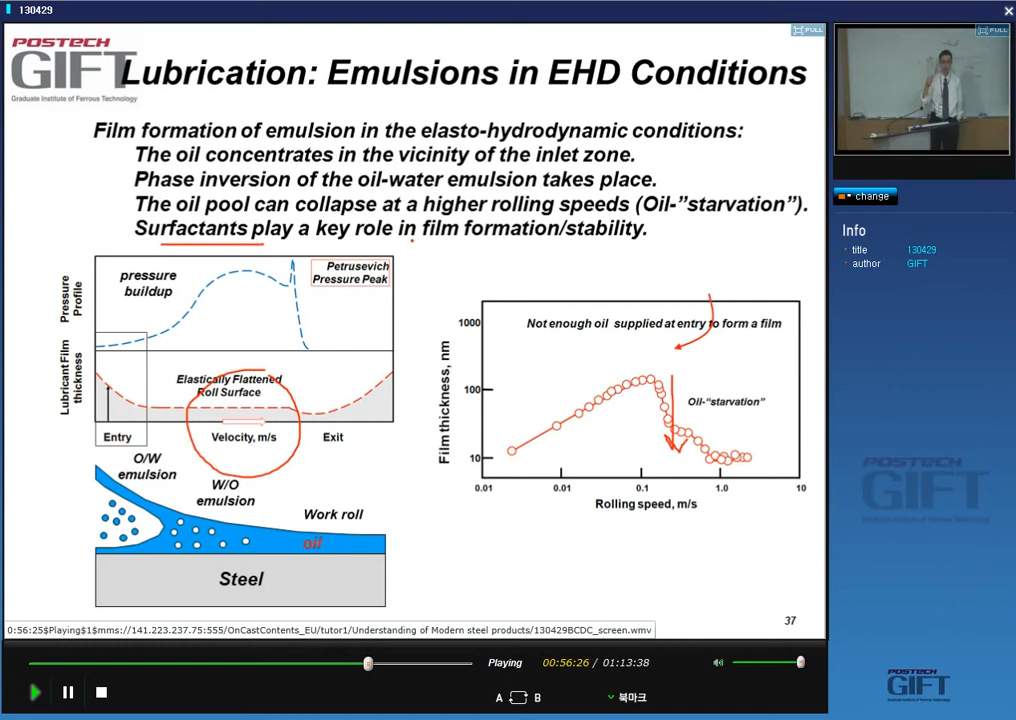 130429
POSTECH
GIFT
Graduate Institute of Ferrous Technology
Lubrication: Emulsions in EHD Conditions
Film formation of emulsion in the elasto-hydrodynamic conditions:
The oil concentrates in the vicinity of the inlet zone.
Phase inversion of the oil-water emulsion takes place.
The oil pool can collapse at a higher rolling speeds (Oil-”starvation”).
Surfactants play a key role in film formation/stability.
Pressure
Profile
pressure
buildup
Petrusevich
Pressure Peak
Lubricant Film
thickness
Elastically Flattened
Roll Surface
Entry
Velocity, m/s
Exit
O/W
emulsion
W/O
emulsion
Work roll
oil
Steel
Film thickness, nm
1000
100
10
Not enough oil supplied at entry to form a film
Oil-“starvation”
0.01
0.01
0.1
1.0
10
Rolling speed, m/s
37
0:56:25$Playing$1$mms://141.223.237.75:555/OnCastContents_EU/tutor1/Understanding of Modern steel products/130429BCDC_screen.wmv
FULL
FULL
change
Info
title 130429
author GIFT
POSTECH
GIFT
Playing
00:56:26 / 01:13:38
A B
북마크
POSTECH
GIFT